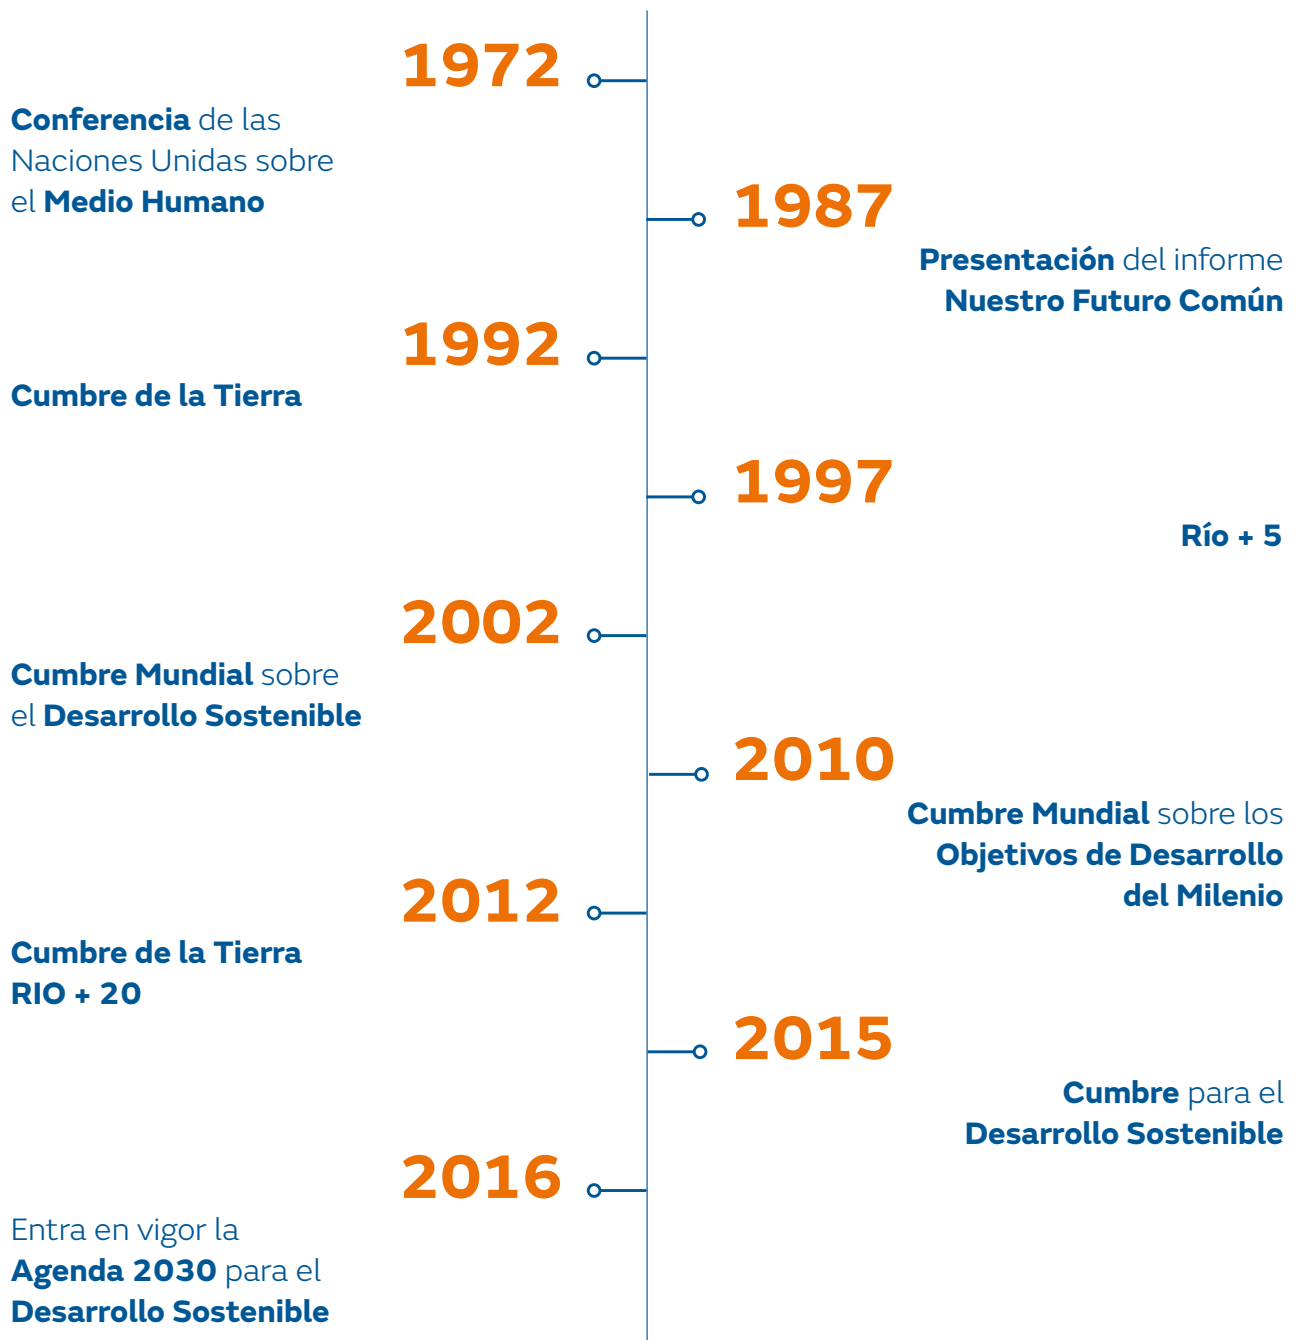 1972
Conferencia de las
Naciones Unidas sobre
el Medio Humano
1987
Presentación del informe
Nuestro Futuro Común
1992
Cumbre de la Tierra
1997
Río + 5
2002
Cumbre Mundial sobre
el Desarrollo Sostenible
2010
Cumbre Mundial sobre los
Objetivos de Desarrollo
del Milenio
2012
Cumbre de la Tierra
RIO + 20
2015
Cumbre para el
Desarrollo Sostenible
2016
Entra en vigor la
Agenda 2030 para el
Desarrollo Sostenible